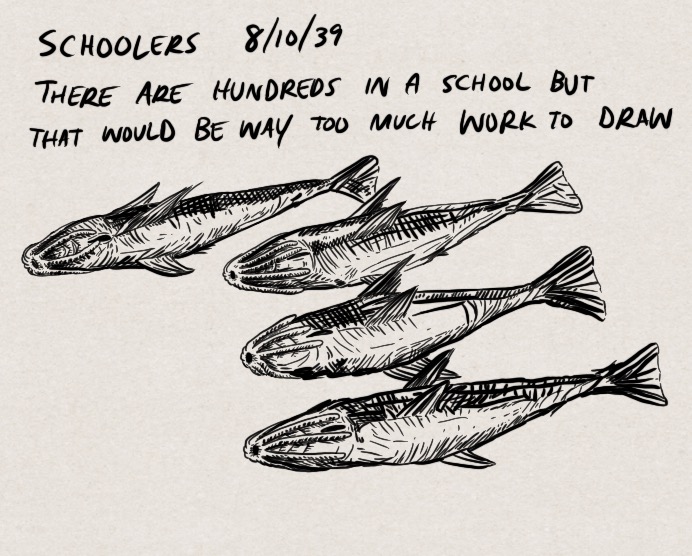 SCHOOLERS 8/10/39
THERE ARE HUNDREDS IN A SCHOOL BUT
THAT WOULD BE WAY TOO MUCH WORK TO DRAW